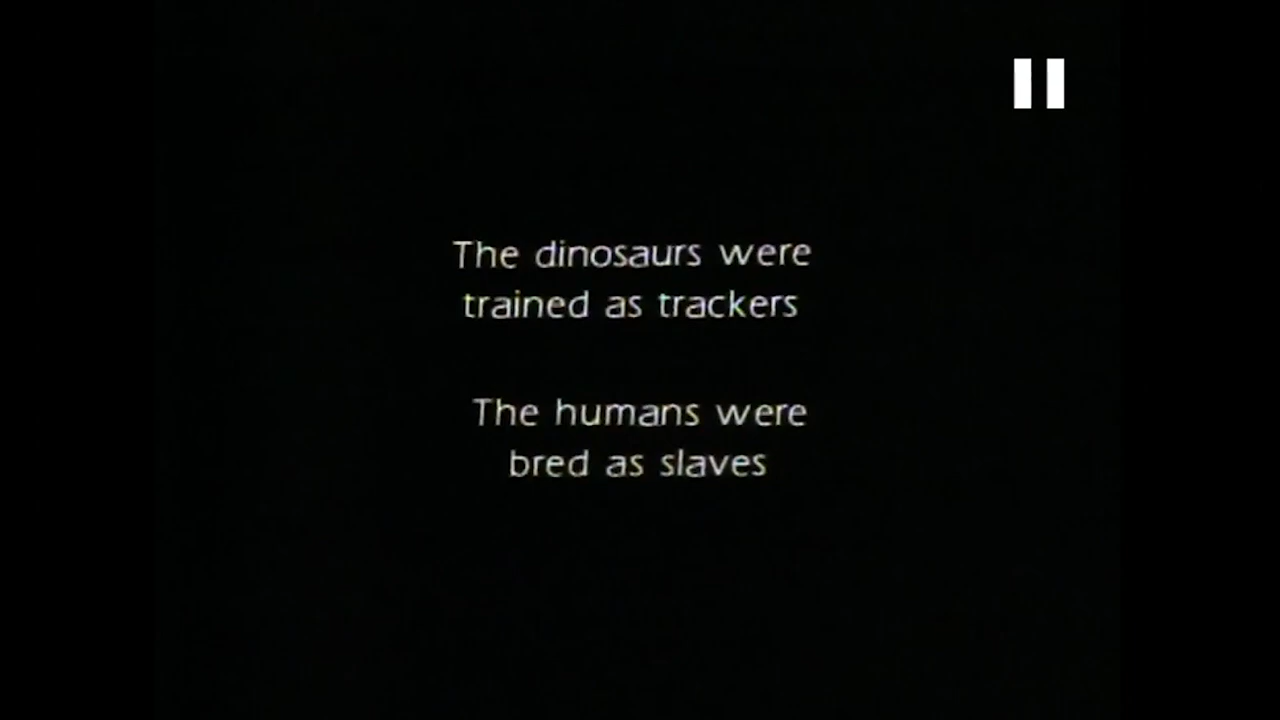 The dinosaurs were
trained as trackers
The humans were
bred as slaves